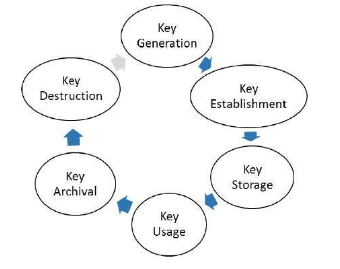 Key
Generation
Key
Establishment
Key
Storage
Key
Usage
Key
Archival
Key
Destruction